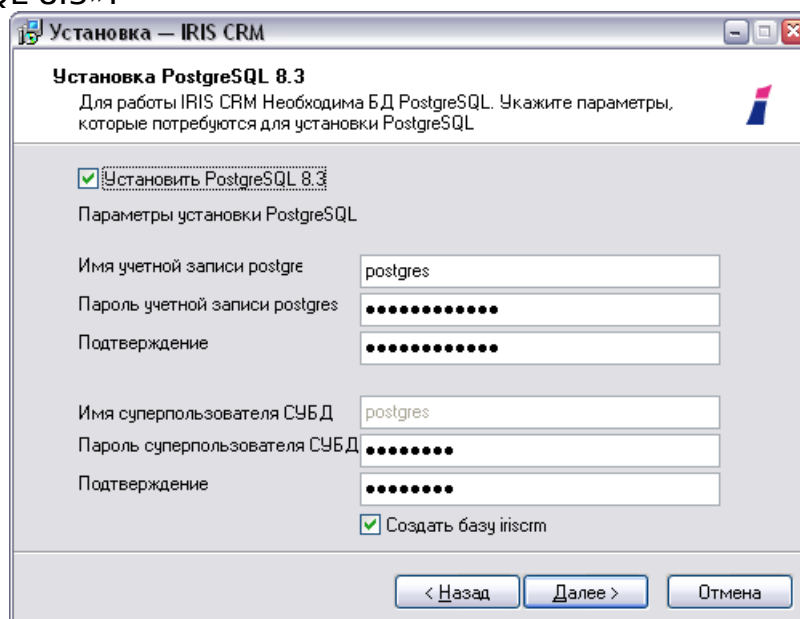 Установка — IRIS CRM
Установка PostgreSQL 8.3
Для работы IRIS CRM Необходима БД PostgreSQL. Укажите параметры,
которые потребуются для установки PostgreSQL
Установить PostgreSQL 8.3
Параметры установки PostgreSQL
Имя учетной записи postgre
postgres
Пароль учетной записи postgres
●●●●●●●●●●●●
Подтверждение
●●●●●●●●●●●●
Имя суперпользователя СУБД
postgres
Пароль суперпользователя СУБД
●●●●●●●●
Подтверждение
●●●●●●●●
Создать базу iriscrm
< Назад
Далее >
Отмена